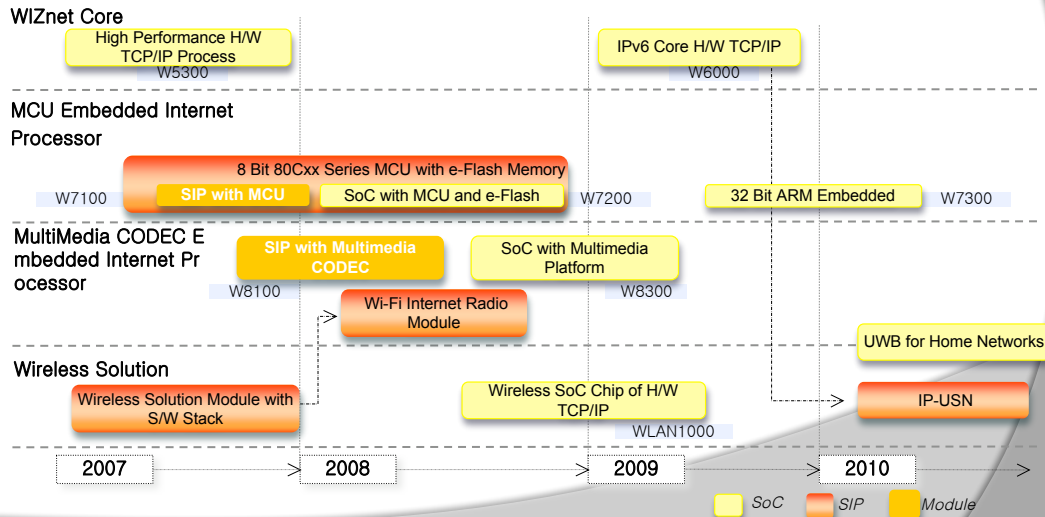 WIZnet Core
High Performance H/W
TCP/IP Process
W5300
IPv6 Core H/W TCP/IP
W6000
MCU Embedded Internet
Processor
8 Bit 80Cxx Series MCU with e-Flash Memory
W7100
SIP with MCU
SoC with MCU and e-Flash
W7200
32 Bit ARM Embedded
W7300
MultiMedia CODEC E
mbedded Internet Pr
ocessor
SIP with Multimedia
CODEC
W8100
SoC with Multimedia
Platform
W8300
Wi-Fi Internet Radio
Module
UWB for Home Networks
Wireless Solution
Wireless Solution Module with
S/W Stack
Wireless SoC Chip of H/W
TCP/IP
WLAN1000
IP-USN
2007
2008
2009
2010
SoC
SIP
Module